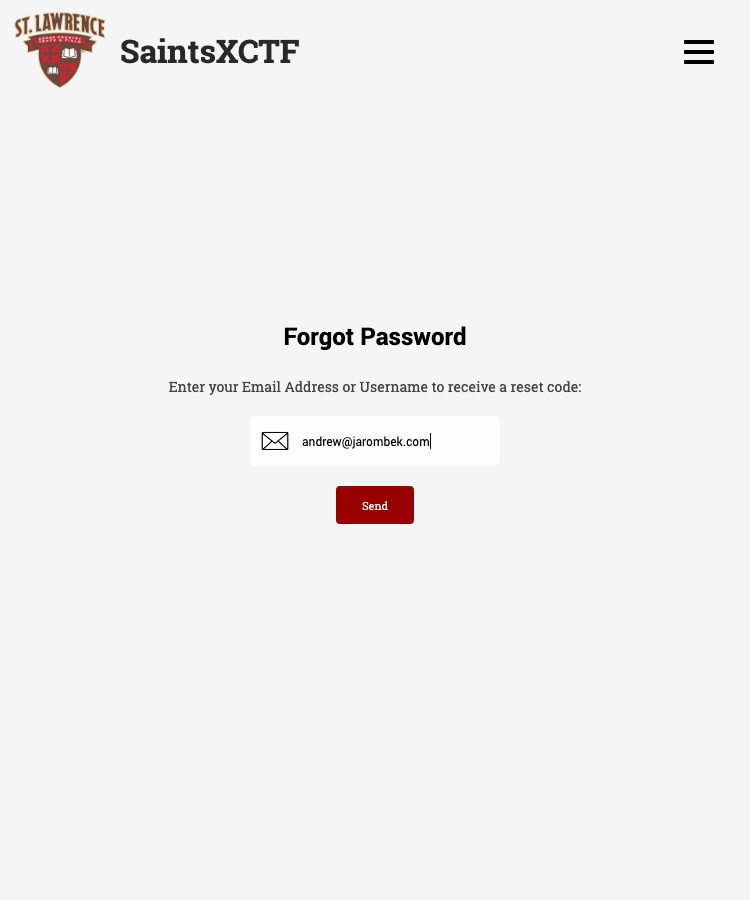 ST. LAWRENCE
SaintsXCTF
Forgot Password
Enter your Email Address or Username to receive a reset code:
andrew@jarombek.com
Send